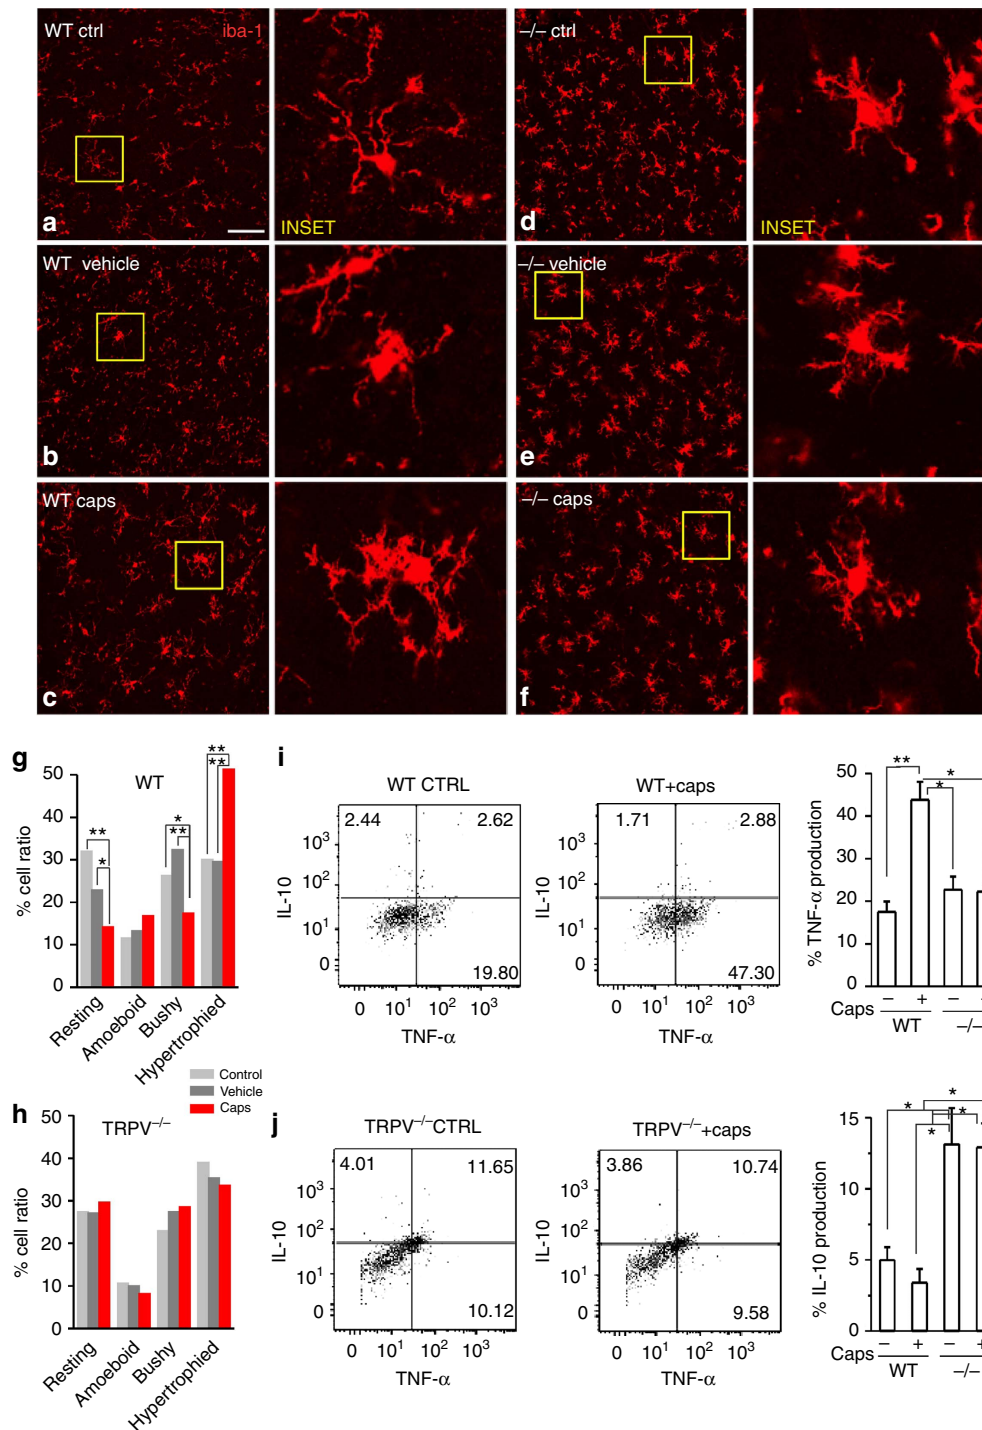 WT ctrl
iba-1
a
INSET
–/– ctrl
d
INSET
WT vehicle
b
–/– vehicle
e
WT caps
c
–/– caps
f
g
WT
% cell ratio
50
40
30
20
10
0
**
*
*
**
**
**
Resting
Amoeboid
Bushy
Hypertrophied
Control
Vehicle
Caps
h
TRPV–/–
% cell ratio
50
40
30
20
10
0
Resting
Amoeboid
Bushy
Hypertrophied
i
WT CTRL
2.44
2.62
19.80
IL-10
10³
10²
10¹
0
0
10¹
10²
10³
TNF-α
WT+caps
1.71
2.88
47.30
IL-10
10³
10²
10¹
0
0
10¹
10²
10³
TNF-α
% TNF-α production
50
40
30
20
10
0
**
*
*
Caps
–
+
–
WT
–/–
j
TRPV–/–CTRL
4.01
11.65
10.12
IL-10
10³
10²
10¹
0
0
10¹
10²
10³
TNF-α
TRPV–/–+caps
3.86
10.74
9.58
IL-10
10³
10²
10¹
0
0
10¹
10²
10³
TNF-α
% IL-10 production
15
10
5
0
*
*
*
*
Caps
–
+
–
+
WT
–/–